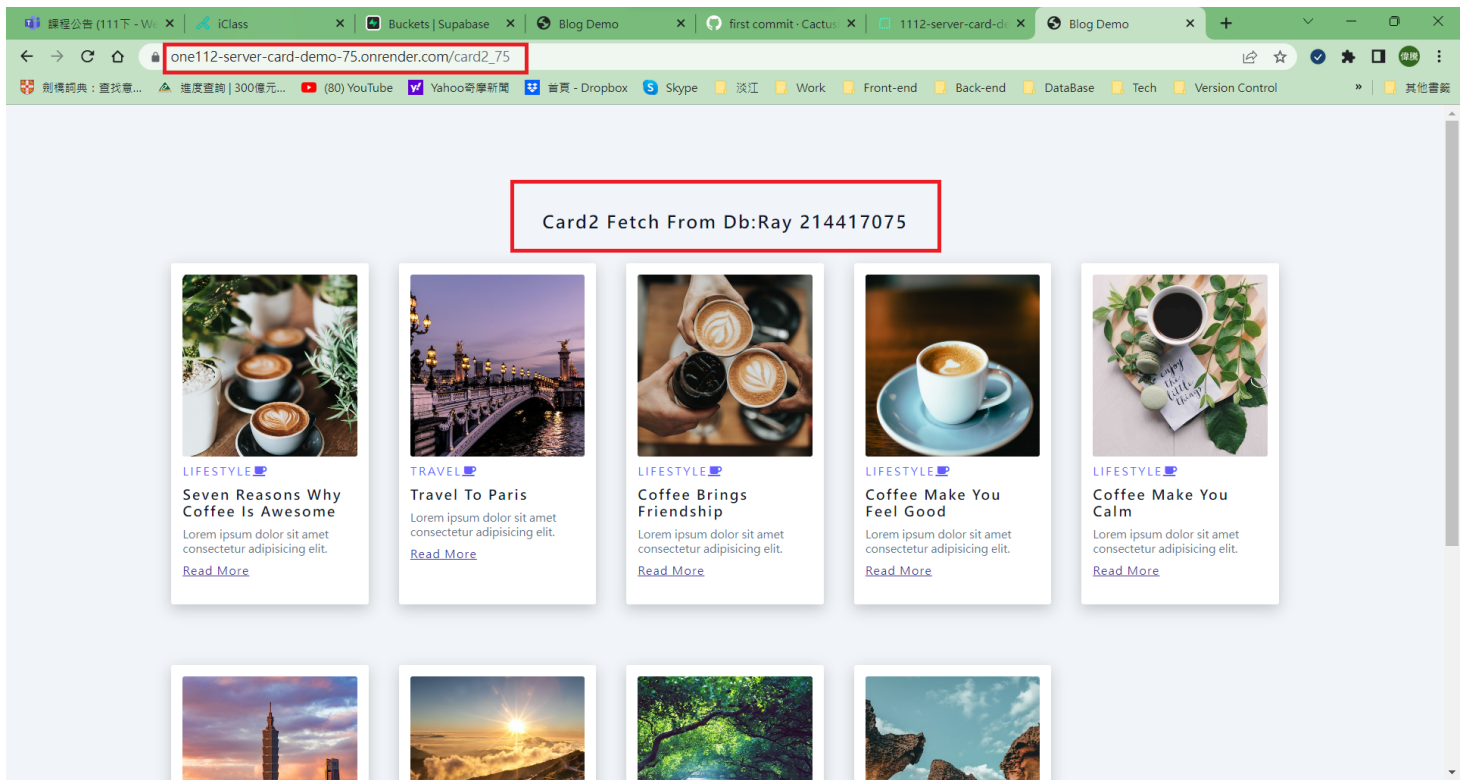 課程公告 (111下 - We
iClass
Buckets | Supabase
Blog Demo
first commit · Cactus
1112-server-card-de
Blog Demo
one112-server-card-demo-75.onrender.com/card2_75
偉騰
劍橋詞典：查找意...
進度查詢 | 300億元...
(80) YouTube
Yahoo奇摩新聞
首頁 - Dropbox
Skype
淡江
Work
Front-end
Back-end
DataBase
Tech
Version Control
»
其他書籤
Card2 Fetch From Db:Ray 214417075
LIFESTYLE
Seven Reasons Why
Coffee Is Awesome
Lorem ipsum dolor sit amet
consectetur adipisicing elit.
Read More
TRAVEL
Travel To Paris
Lorem ipsum dolor sit amet
consectetur adipisicing elit.
Read More
LIFESTYLE
Coffee Brings
Friendship
Lorem ipsum dolor sit amet
consectetur adipisicing elit.
Read More
LIFESTYLE
Coffee Make You
Feel Good
Lorem ipsum dolor sit amet
consectetur adipisicing elit.
Read More
enjoy
the
little
things
LIFESTYLE
Coffee Make You
Calm
Lorem ipsum dolor sit amet
consectetur adipisicing elit.
Read More